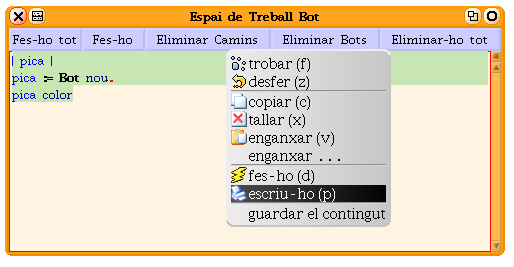 Espai de Treball Bot
Fes-ho tot
Fes-ho
Eliminar Camins
Eliminar Bots
Eliminar-ho tot
| pica |
pica := Bot nou.
pica color
trobar (f)
desfer (z)
copiar (c)
tallar (x)
enganxar (v)
enganxar ...
fes-ho (d)
escriu-ho (p)
guardar el contingut